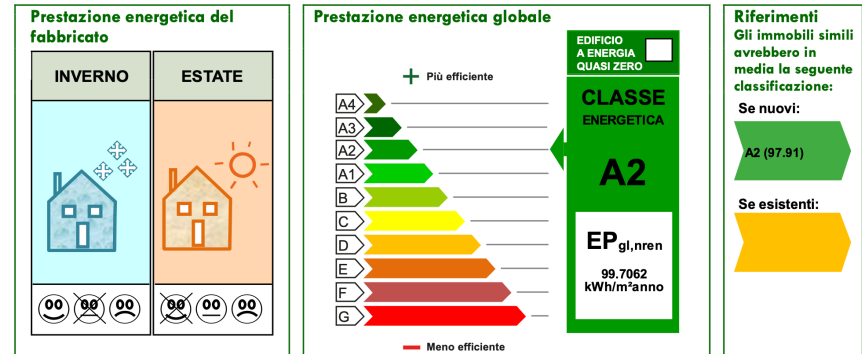 Prestazione energetica del
fabbricato
INVERNO
ESTATE
Prestazione energetica globale
+ Più efficiente
A4
A3
A2
A1
B
C
D
E
F
G
Meno efficiente
EDIFICIO
A ENERGIA
QUASI ZERO
CLASSE
ENERGETICA
A2
EPgl,nren
99.7062
kWh/m²anno
Riferimenti
Gli immobili simili
avrebbero in
media la seguente
classificazione:
Se nuovi:
A2 (97.91)
Se esistenti: